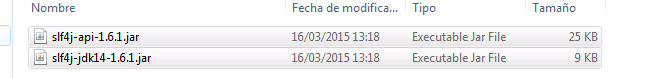 Nombre Fecha de modifica... Tipo Tamaño
slf4j-api-1.6.1.jar 16/03/2015 13:18 Executable Jar File 25 KB
slf4j-jdk14-1.6.1.jar 16/03/2015 13:18 Executable Jar File 9 KB